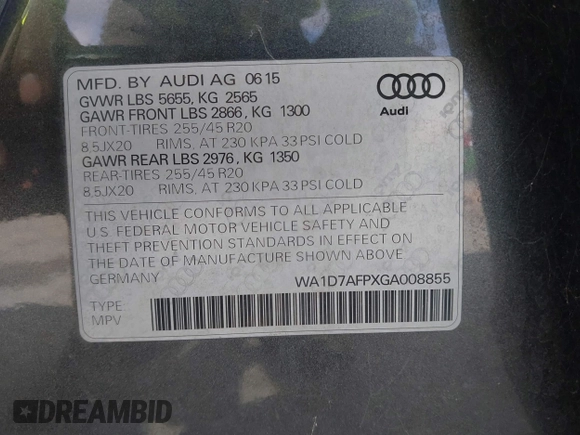 MFD. BY AUDI AG 06 15
GVWR LBS 5655, KG 2565
GAWR FRONT LBS 2866, KG 1300
FRONT-TIRES 255/45 R20
8,5JX20 RIMS, AT 230 KPA 33 PSI COLD
GAWR REAR LBS 2976, KG 1350
REAR-TIRES 255/45 R20
8,5JX20 RIMS, AT 230 KPA 33 PSI COLD
Audi
THIS VEHICLE CONFORMS TO ALL APPLICABLE
U.S. FEDERAL MOTOR VEHICLE SAFETY AND
THEFT PREVENTION STANDARDS IN EFFECT ON
THE DATE OF MANUFACTURE SHOWN ABOVE.
GERMANY WA1D7AFPXGA008855
TYPE
MPV
DREAMBID